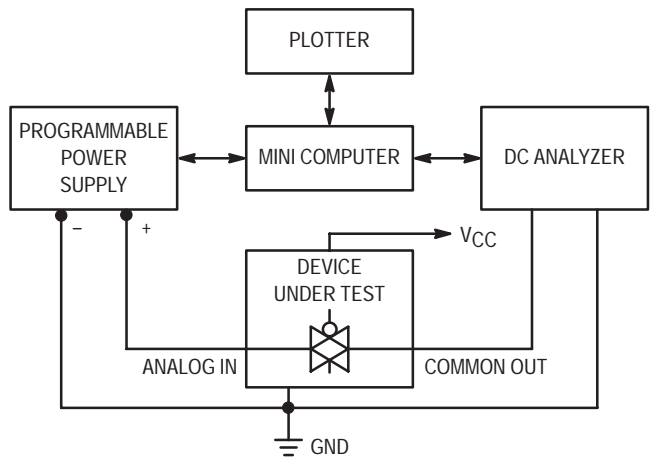 PLOTTER
PROGRAMMABLE
POWER
SUPPLY
MINI COMPUTER
DC ANALYZER
– +
VCC
DEVICE
UNDER TEST
ANALOG IN
COMMON OUT
GND